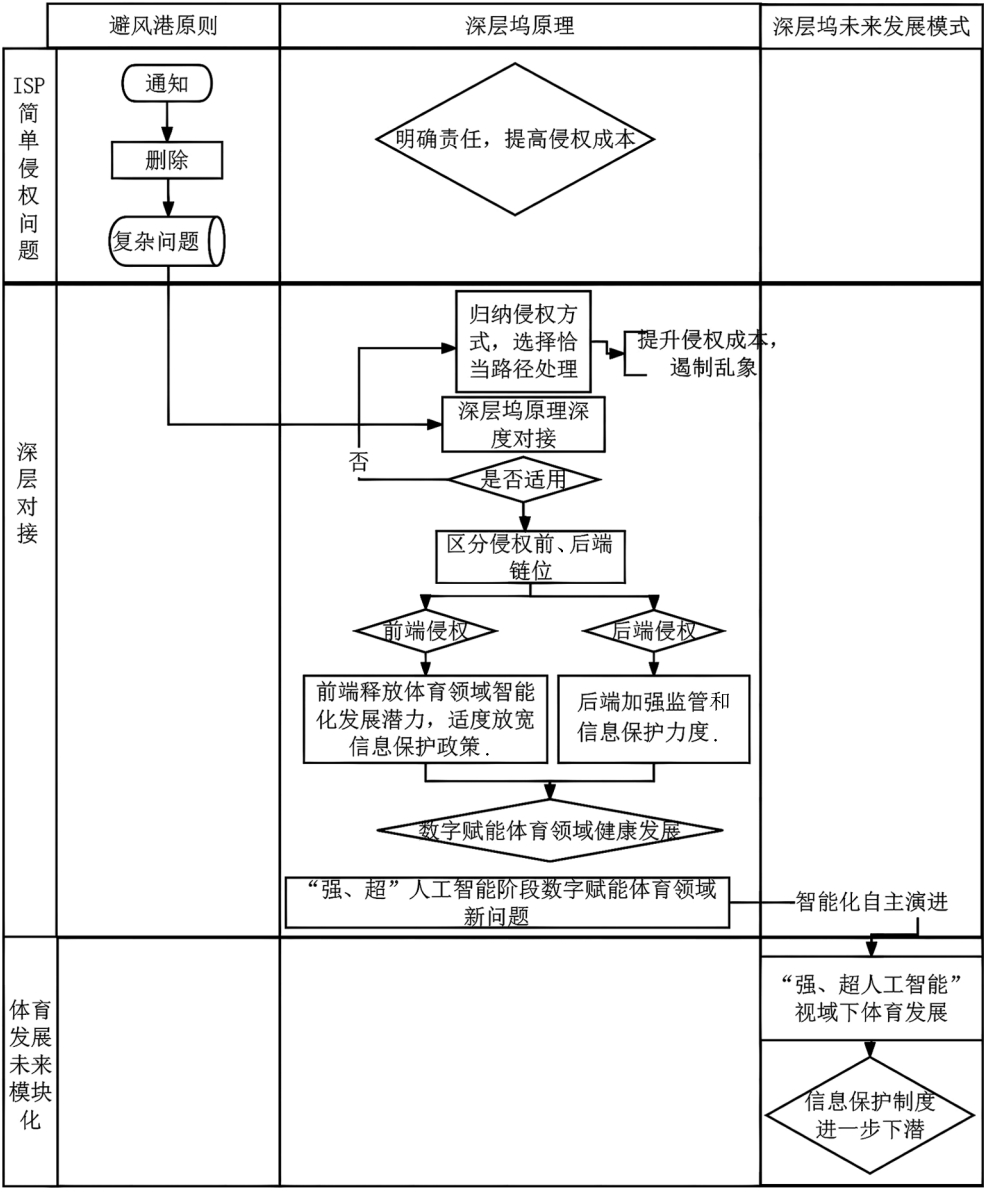 避风港原则
深层坞原理
深层坞未来发展模式
ISP
简
单
侵
权
问
题
通知
删除
复杂问题
明确责任，提高侵权成本
深
层
对
接
归纳侵权方
式，选择恰
当路径处理
提升侵权成本，
遏制乱象
深层坞原理深
度对接
否
是否适用
区分侵权前、后端
链位
前端侵权
后端侵权
前端释放体育领域智能
化发展潜力，适度放宽
信息保护政策.
后端加强监管和
信息保护力度.
数字赋能体育领域健康发展
“强、超”人工智能阶段数字赋能体育领域
新问题
智能化自主演进
体育
发展
未来
模块
化
“强、超人工智能”
视域下体育发展
信息保护制度
进一步下潜